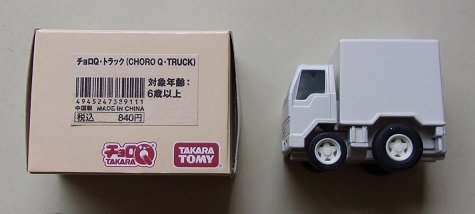 チョロQ・トラック(CHORO Q・TRUCK)
対象年齢:
6歳以上
4945247339111
中国製 MADE IN CHINA
税込 840円
チョロQ
TAKARA
TAKARA
TOMY